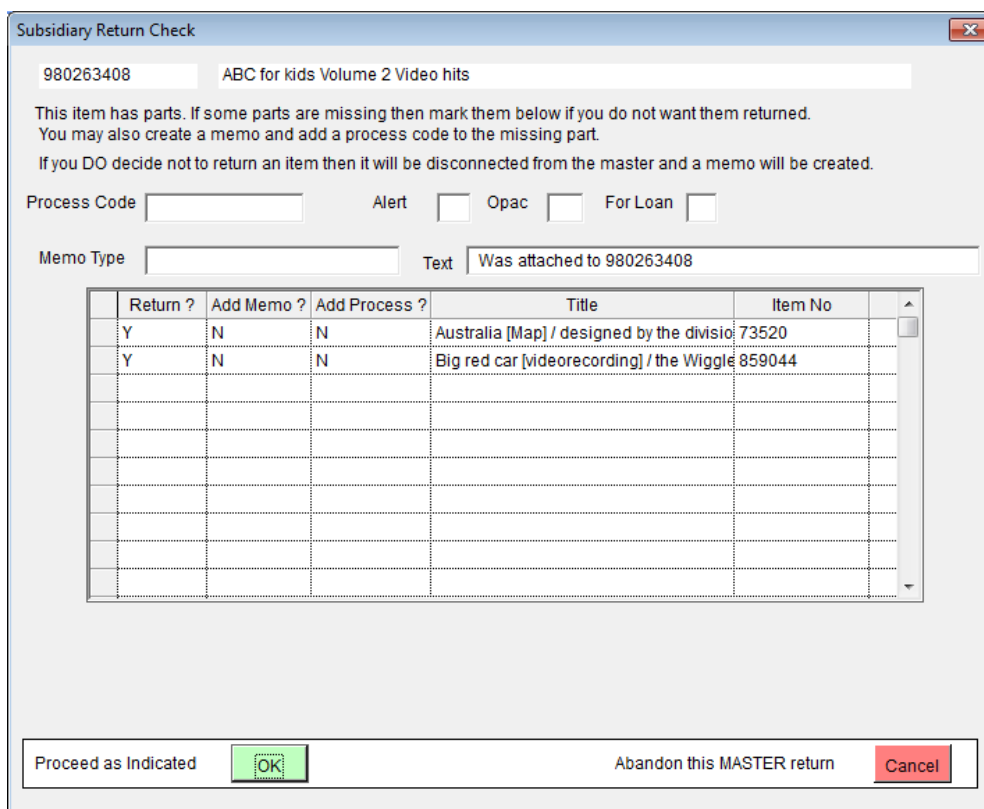 Subsidiary Return Check
980263408 ABC for kids Volume 2 Video hits
This item has parts. If some parts are missing then mark them below if you do not want them returned.
You may also create a memo and add a process code to the missing part.
If you DO decide not to return an item then it will be disconnected from the master and a memo will be created.
Process Code Alert Opac For Loan
Memo Type Text Was attached to 980263408
Return ? Add Memo ? Add Process ? Title Item No
Y N N Australia [Map] / designed by the divisio 73520
Y N N Big red car [videorecording] / the Wiggle 859044
Proceed as Indicated OK Abandon this MASTER return Cancel